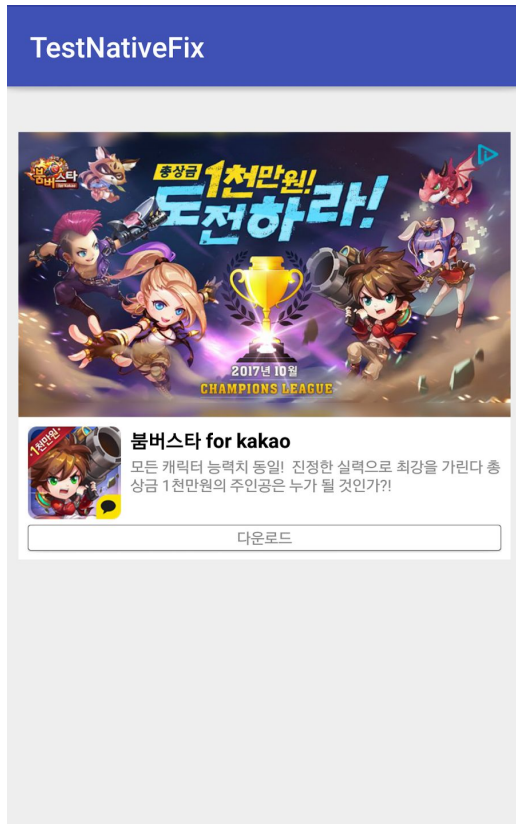 TestNativeFix
붐버스타
for kakao
총상금 1천만원!
도전하라!
2017년 10월
CHAMPIONS LEAGUE
1천만원!
붐버스타 for kakao
모든 캐릭터 능력치 동일! 진정한 실력으로 최강을 가린다 총
상금 1천만원의 주인공은 누가 될 것인가?!
다운로드